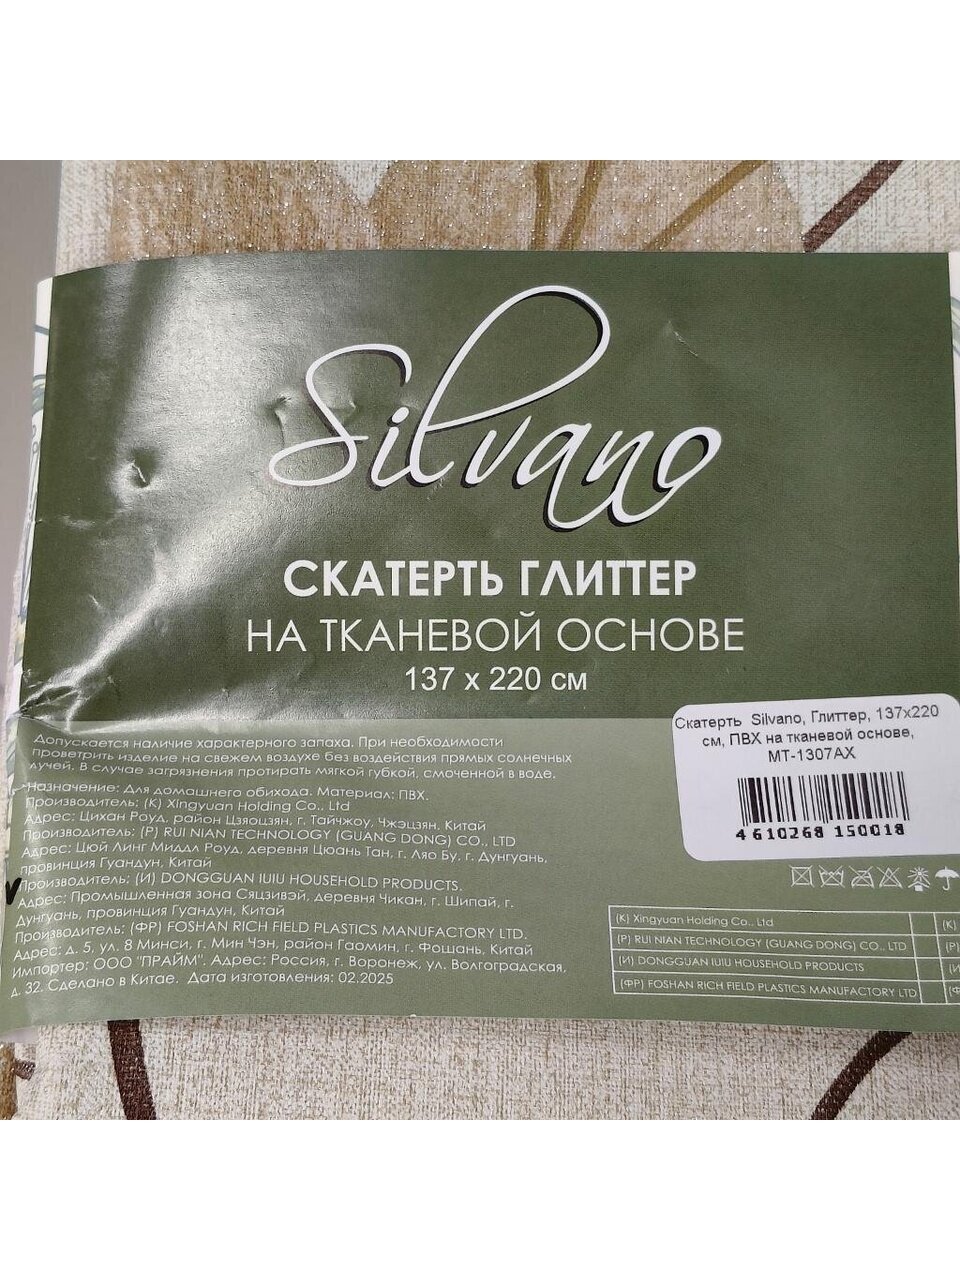 Silvano
СКАТЕРТЬ ГЛИТТЕР
НА ТКАНЕВОЙ ОСНОВЕ
137 x 220 см
Допускается наличие характерного запаха. При необходимости
проветрить изделие на свежем воздухе без воздействия прямых солнечных
лучей. В случае загрязнения протирать мягкой губкой, смоченной в воде.
Назначение: Для домашнего обихода. Материал: ПВХ.
Производитель: (К) Xingyuan Holding Co., Ltd
Адрес: Цихан Роуд, район Цзяоцзян, г. Тайчжоу, Чжэцзян, Китай
Производитель: (Р) RUI NIAN TECHNOLOGY (GUANG DONG) CO., LTD
Адрес: Цюй Линг Миддл Роуд, деревня Цюань Тан, г. Ляо Бу, г. Дунгуань,
провинция Гуандун, Китай
Производитель: (И) DONGGUAN IUIU HOUSEHOLD PRODUCTS.
Адрес: Промышленная зона Сяцзивэй, деревня Чикан, г. Шипай, г.
Дунгуань, провинция Гуандун, Китай
Производитель: (ФР) FOSHAN RICH FIELD PLASTICS MANUFACTORY LTD.
Адрес: д. 5, ул. 8 Минси, г. Мин Чэн, район Гаомин, г. Фошань, Китай
Импортер: ООО "ПРАЙМ". Адрес: Россия, г. Воронеж, ул. Волгоградская,
д. 32. Сделано в Китае. Дата изготовления: 02.2025
Скатерть Silvano, Глиттер, 137x220
см, ПВХ на тканевой основе,
МТ-1307АХ
4 610268 150018
(К) Xingyuan Holding Co., Ltd (К)
(Р) RUI NIAN TECHNOLOGY (GUANG DONG) CO., LTD (Р)
(И) DONGGUAN IUIU HOUSEHOLD PRODUCTS
(ФР) FOSHAN RICH FIELD PLASTICS MANUFACTORY LTD